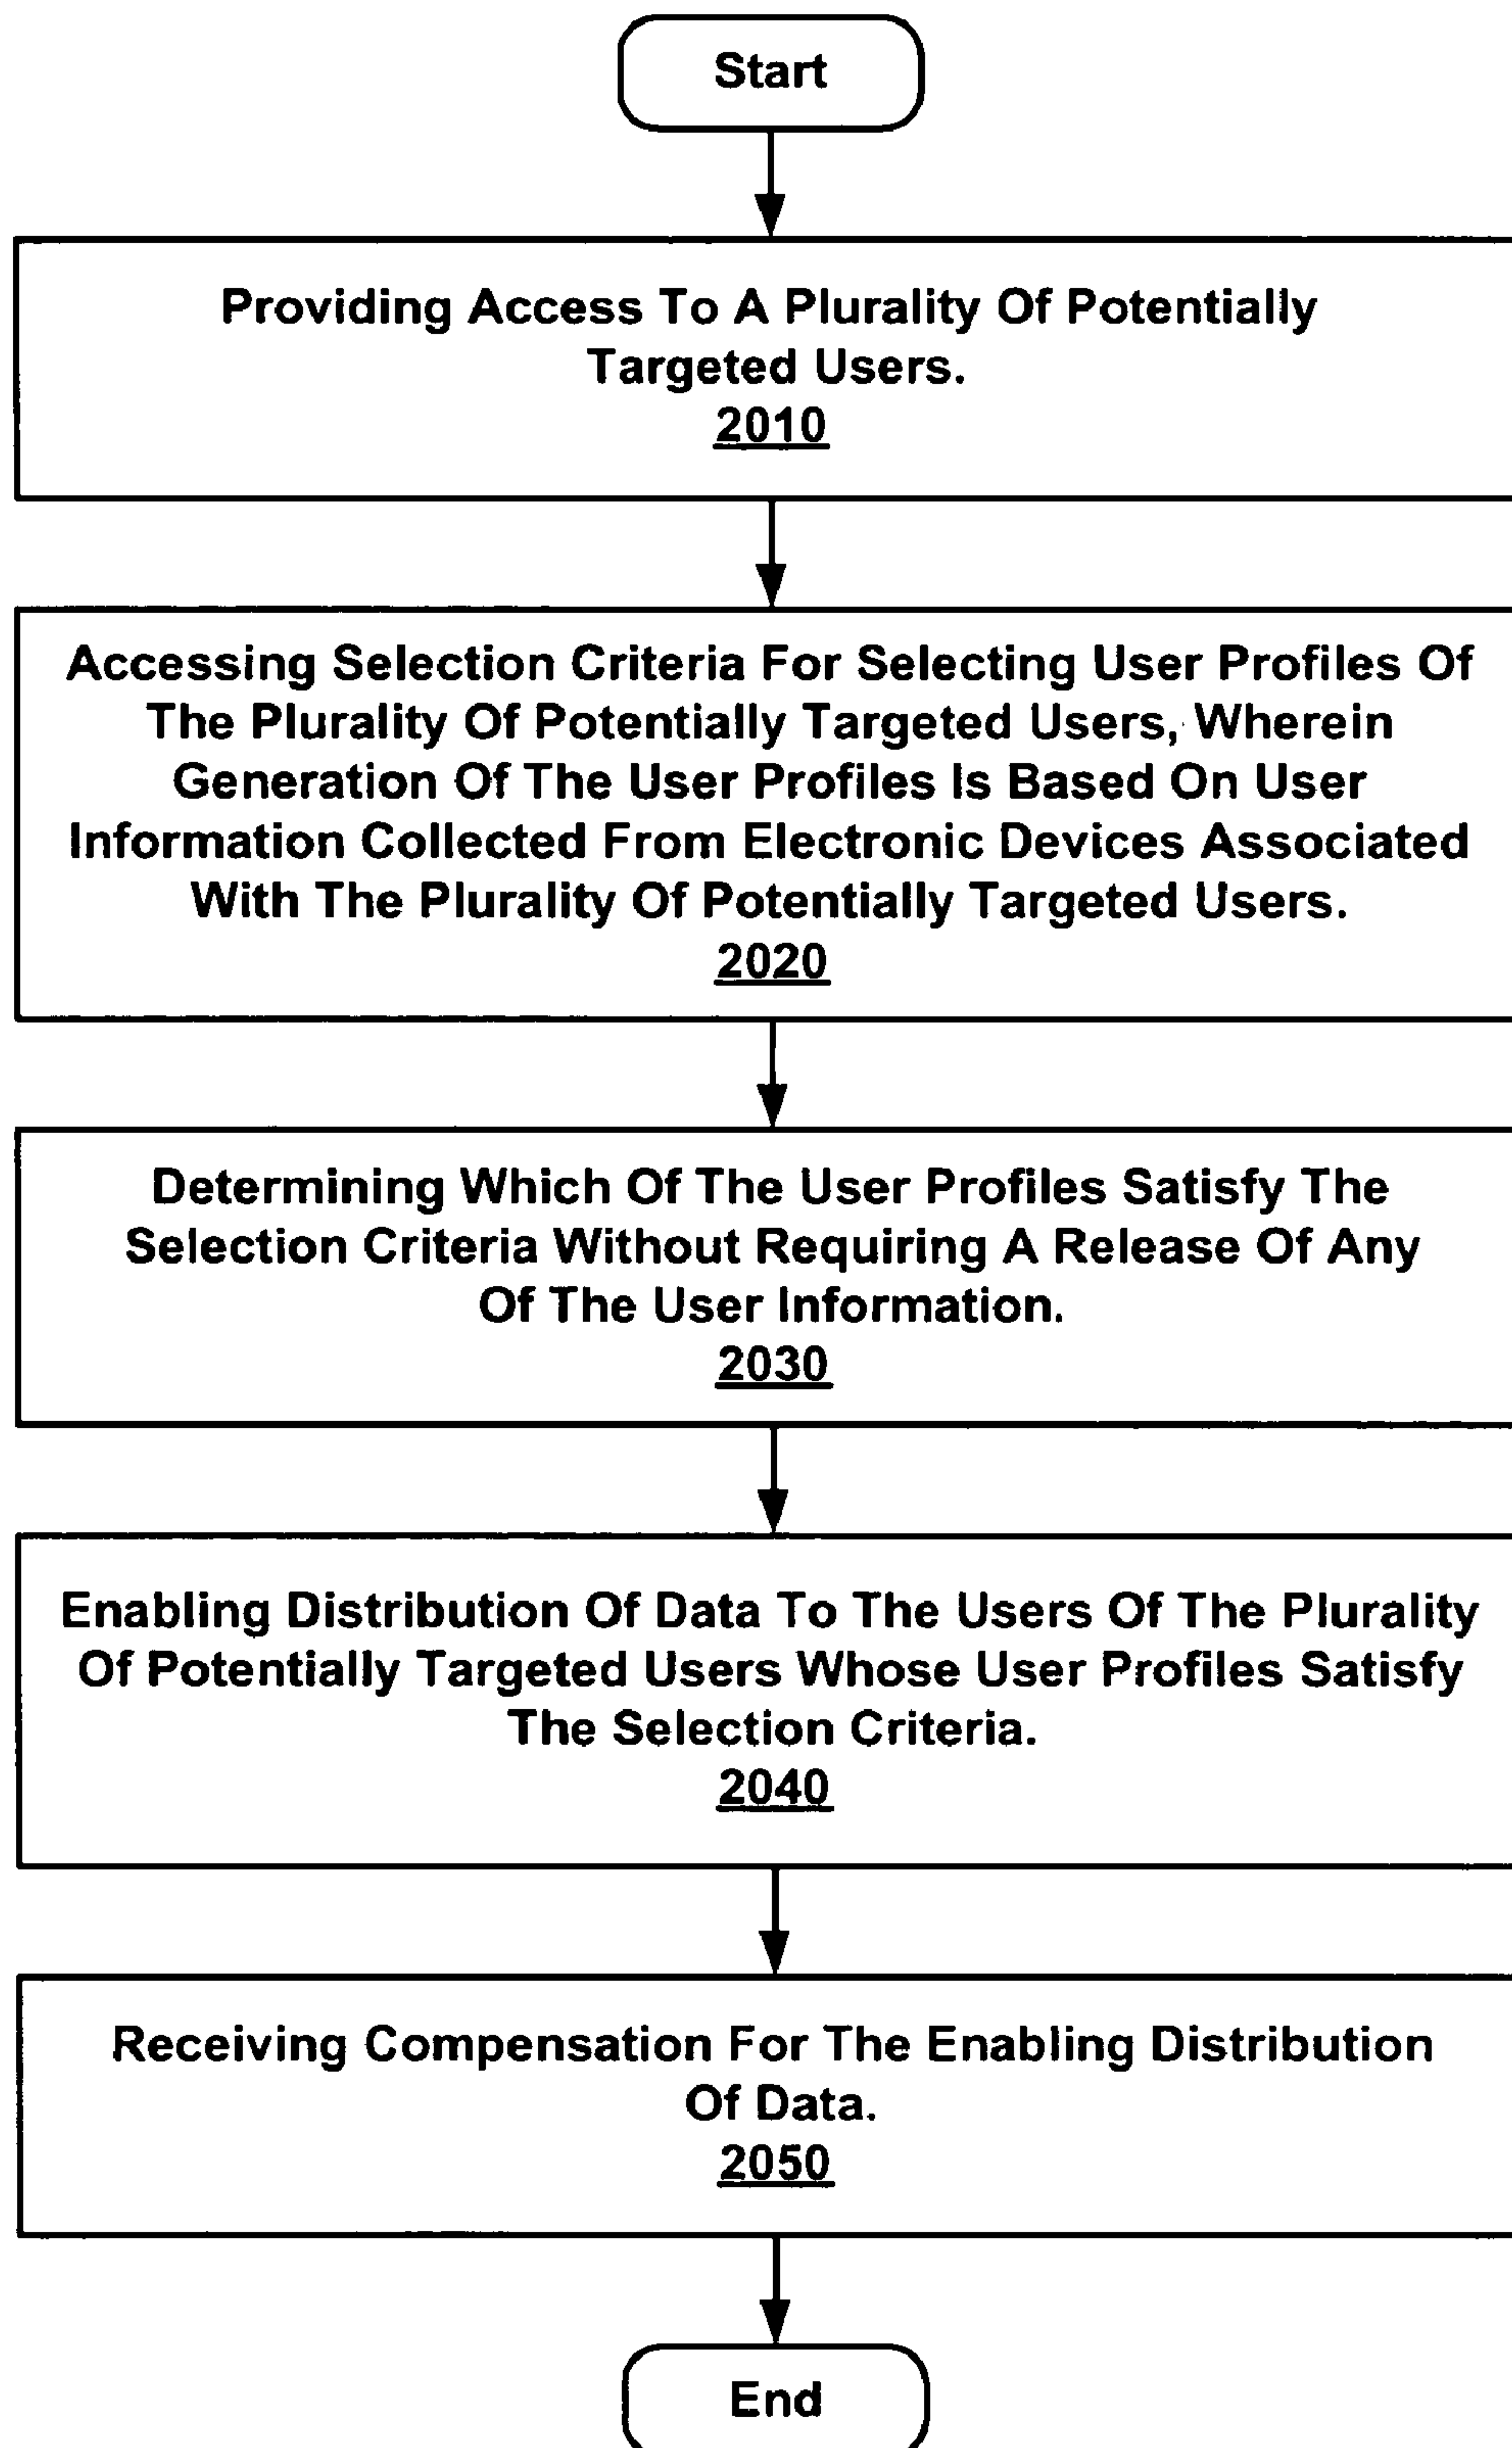 Start
Providing Access To A Plurality Of Potentially
Targeted Users.
2010
Accessing Selection Criteria For Selecting User Profiles Of
The Plurality Of Potentially Targeted Users, Wherein
Generation Of The User Profiles Is Based On User
Information Collected From Electronic Devices Associated
With The Plurality Of Potentially Targeted Users.
2020
Determining Which Of The User Profiles Satisfy The
Selection Criteria Without Requiring A Release Of Any
Of The User Information.
2030
Enabling Distribution Of Data To The Users Of The Plurality
Of Potentially Targeted Users Whose User Profiles Satisfy
The Selection Criteria.
2040
Receiving Compensation For The Enabling Distribution
Of Data.
2050
End